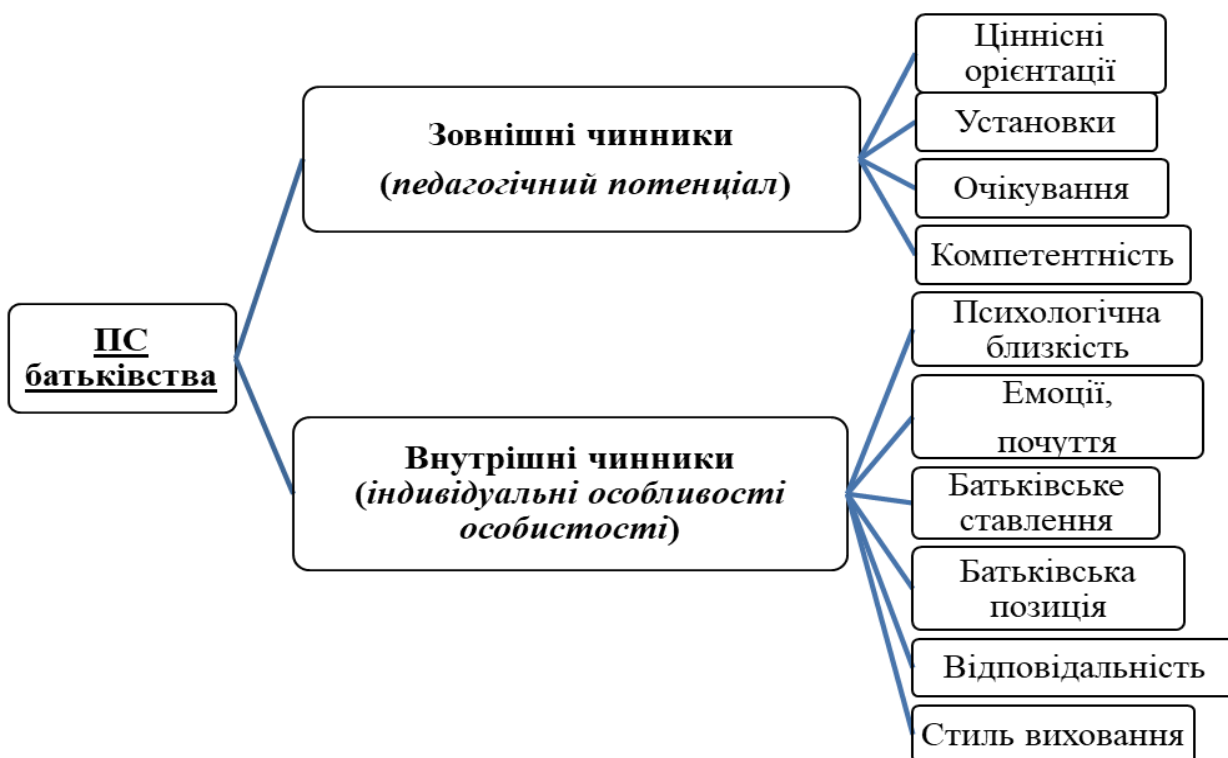 ПС
батьківства
Зовнішні чинники
(педагогічний потенціал)
Ціннісні
орієнтації
Установки
Очікування
Компетентність
Внутрішні чинники
(індивідуальні особливості
особистості)
Психологічна
близкість
Емоції,
почуття
Батьківське
ставлення
Батьківська
позиція
Відповідальність
Стиль виховання